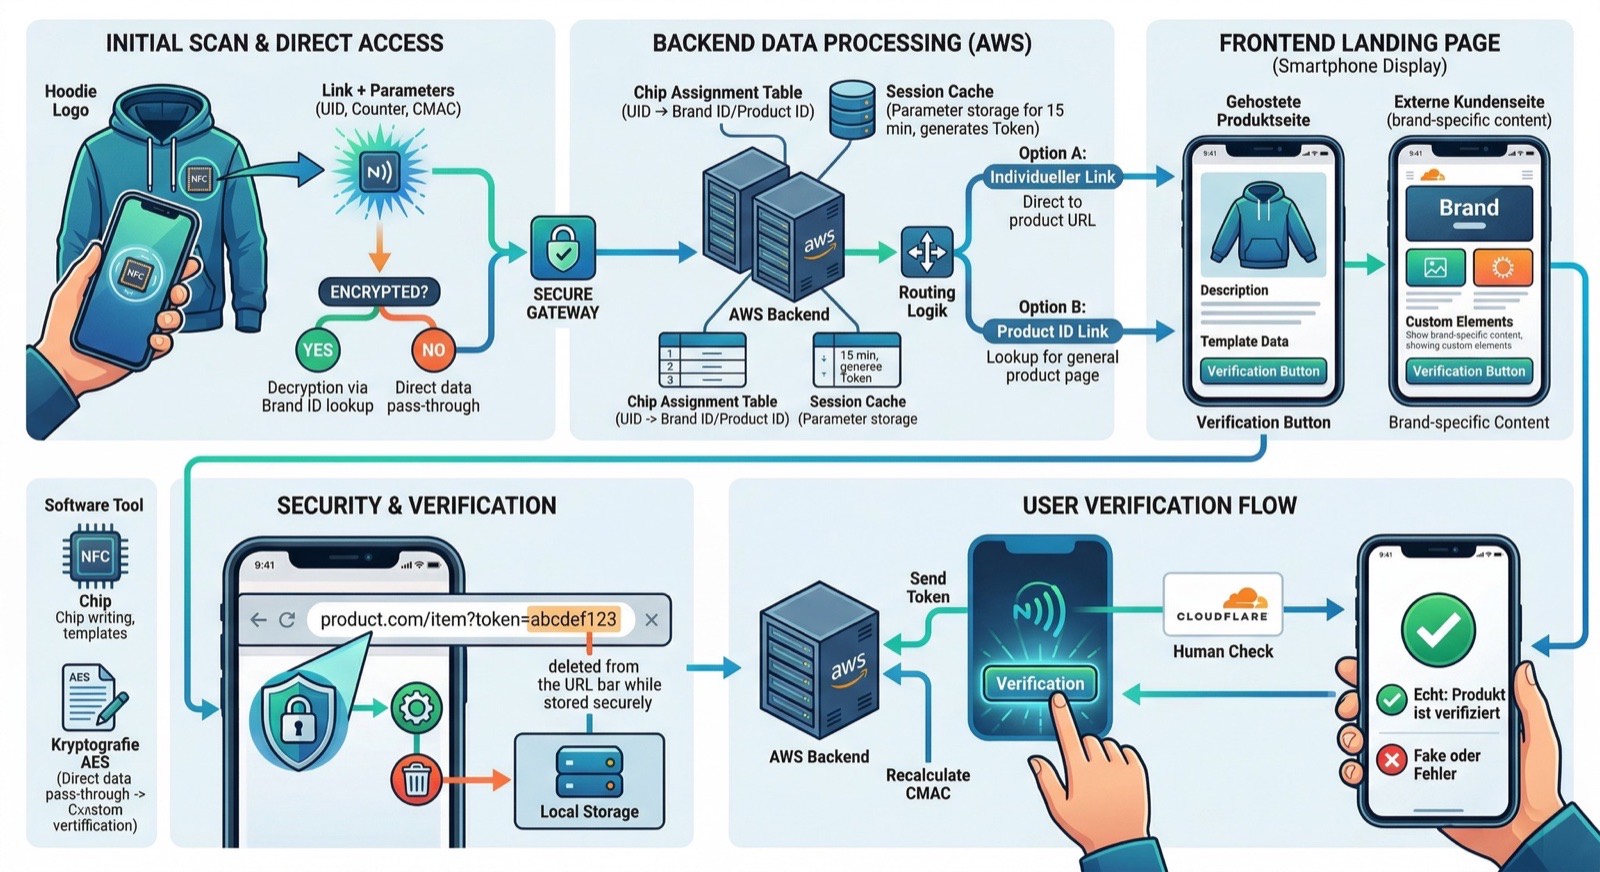 INITIAL SCAN & DIRECT ACCESS
Hoodie
Logo
NFC
NFC
Link + Parameters
(UID, Counter, CMAC)
N
ENCRYPTED?
YES
NO
Decryption via
Brand ID lookup
Direct data
pass-through
SECURE
GATEWAY
BACKEND DATA PROCESSING (AWS)
Chip Assignment Table
(UID → Brand ID/Product ID)
Session Cache
(Parameter storage for 15
min, generates Token)
aws
AWS Backend
1
2
3
Chip Assignment Table
(UID -> Brand ID/Product ID)
15 min,
generee
Token
Session Cache
(Parameter storage
Routing
Logik
Option A:
Individueller Link
Direct to
product URL
Option B:
Product ID Link
Lookup for general
product page
FRONTEND LANDING PAGE
(Smartphone Display)
Gehostete
Produktseite
9:41
Description
Template Data
Verification Button
Verification Button
Externe Kundenseite
(brand-specific content)
9:41
Brand
Custom Elements
Show brand-specific content,
showing custom elements
Verification Button
Brand-specific Content
Software Tool
NFC
Chip
Chip writing,
templates
AES
Kryptografie
AES
(Direct data
pass-through ->
vertiffication)
SECURITY & VERIFICATION
9:41
product.com/item?token=abcdef123
deleted from
the URL bar while
stored securely
Local Storage
USER VERIFICATION FLOW
aws
AWS Backend
Send
Token
Recalculate
CMAC
N
Verification
CLOUDFLARE
Human Check
9:41
Echt: Produkt
ist verifiziert
Fake oder
Fehler